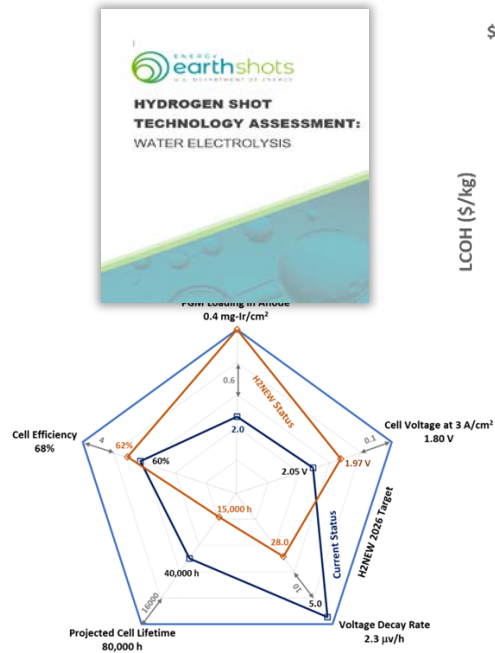 $
ENERGY
earthshots
U.S. DEPARTMENT OF ENERGY
HYDROGEN SHOT
TECHNOLOGY ASSESSMENT:
WATER ELECTROLYSIS
LCOH ($/kg)
PGM Loading in Anode
0.4 mg-Ir/cm²
0.6
H2NEW Status
2.0
Cell Voltage at 3 A/cm²
1.80 V
0.1
Cell Efficiency
68%
4
62%
60%
2.05 V
1.97 V
15,000 h
28.0
Current Status
H2NEW 2026 Target
40,000 h
10
5.0
16000
Projected Cell Lifetime
80,000 h
Voltage Decay Rate
2.3 µv/h